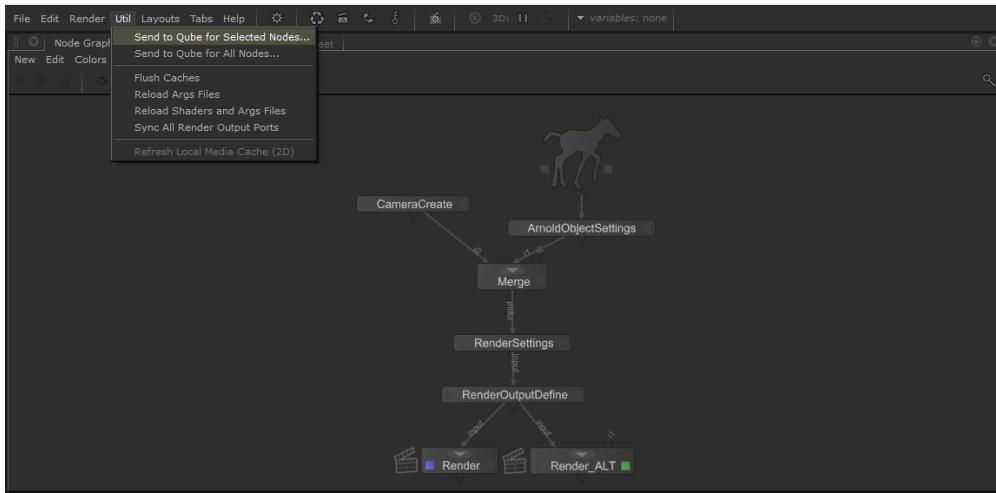 File Edit Render Util Layouts Tabs Help 3D: variables: none
Node Graph
New Edit Colors
Send to Qube for Selected Nodes...
Send to Qube for All Nodes...
Flush Caches
Reload Args Files
Reload Shaders and Args Files
Sync All Render Output Ports
Refresh Local Media Cache (2D)
CameraCreate
ArnoldObjectSettings
i0 i1
Merge
input
RenderSettings
input
RenderOutputDefine
input input
i1
Render Render_ALT